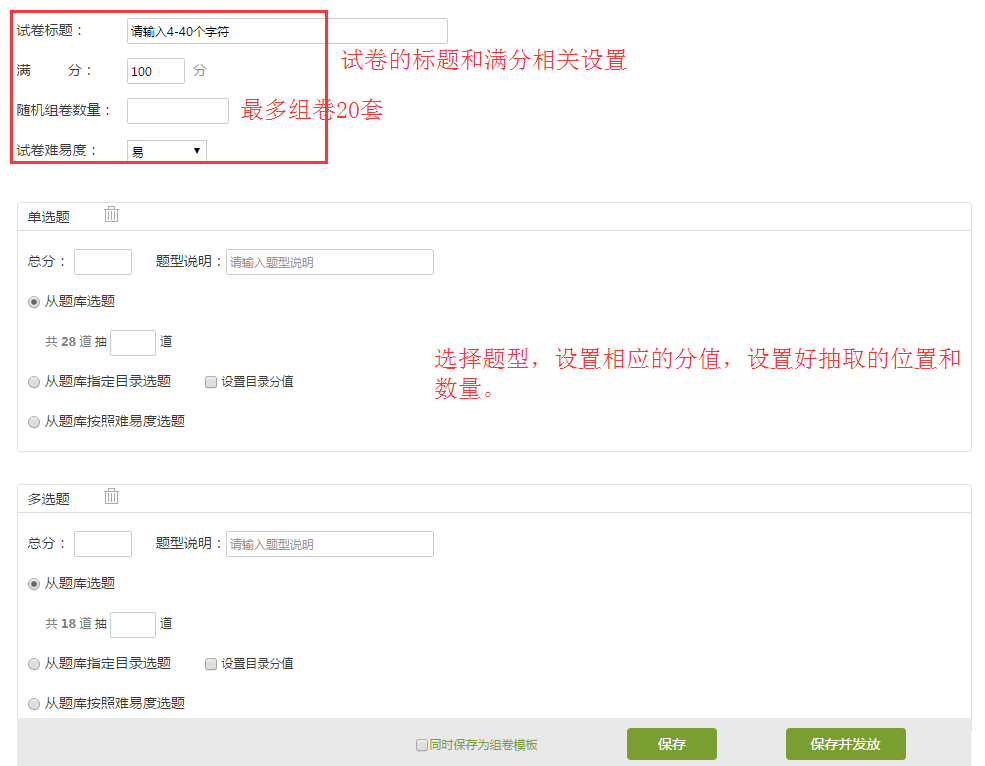 试卷标题： 请输入4-40个字符
试卷的标题和满分相关设置
满 分： 100 分
随机组卷数量： 最多组卷20套
试卷难易度： 易
单选题
总分： 题型说明： 请输入题型说明
从题库选题
共 28 道 抽 道
选择题型，设置相应的分值，设置好抽取的位置和
数量。
从题库指定目录选题 设置目录分值
从题库按照难易度选题
多选题
总分： 题型说明： 请输入题型说明
从题库选题
共 18 道 抽 道
从题库指定目录选题 设置目录分值
从题库按照难易度选题
同时保存为组卷模板 保存 保存并发放